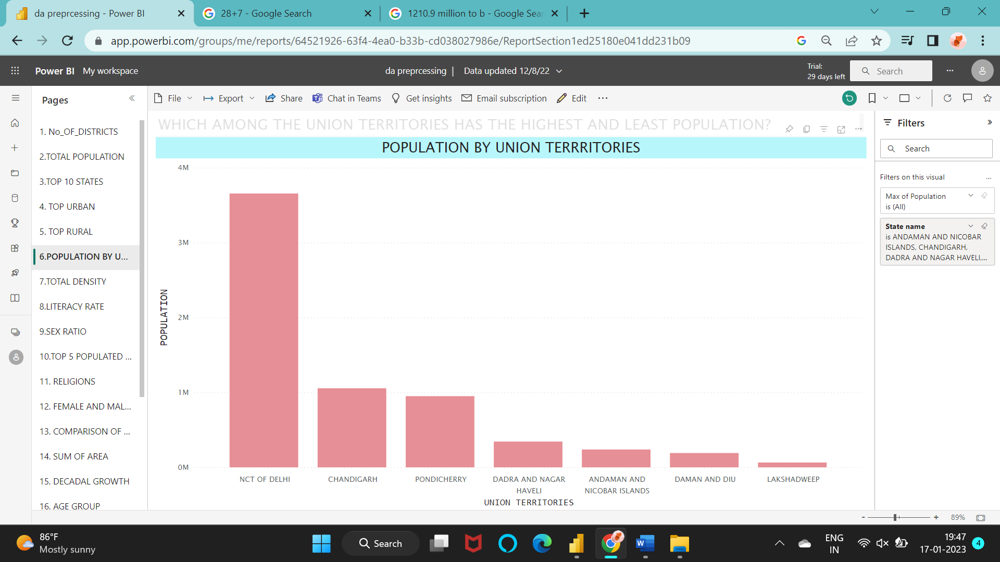 da preprcessing - Power BI
28+7 - Google Search
1210.9 million to b - Google Sear
app.powerbi.com/groups/me/reports/64521926-63f4-4ea0-b33b-cd038027986e/ReportSection1ed25180e041dd231b09
Power BI My workspace
da preprcessing | Data updated 12/8/22
Trial:
29 days left
Search
Pages
File
Export
Share
Chat in Teams
Get insights
Email subscription
Edit
1. No_OF_DISTRICTS
2.TOTAL POPULATION
3.TOP 10 STATES
4. TOP URBAN
5. TOP RURAL
6.POPULATION BY U...
7.TOTAL DENSITY
8.LITERACY RATE
9.SEX RATIO
10.TOP 5 POPULATED ...
11. RELIGIONS
12. FEMALE AND MAL...
13. COMPARISON OF ...
14. SUM OF AREA
15. DECADAL GROWTH
16. AGE GROUP
WHICH AMONG THE UNION TERRITORIES HAS THE HIGHEST AND LEAST POPULATION?
POPULATION BY UNION TERRRITORIES
4M
3M
2M
1M
0M
POPULATION
NCT OF DELHI
CHANDIGARH
PONDICHERRY
DADRA AND NAGAR
HAVELI
ANDAMAN AND
NICOBAR ISLANDS
DAMAN AND DIU
LAKSHADWEEP
UNION TERRITORIES
Filters
Search
Filters on this visual
...
Max of Population
is (All)
State name
is ANDAMAN AND NICOBAR
ISLANDS, CHANDIGARH,
DADRA AND NAGAR HAVELI,...
- + 89%
86°F
Mostly sunny
Search
ENG
IN
19:47
17-01-2023
4